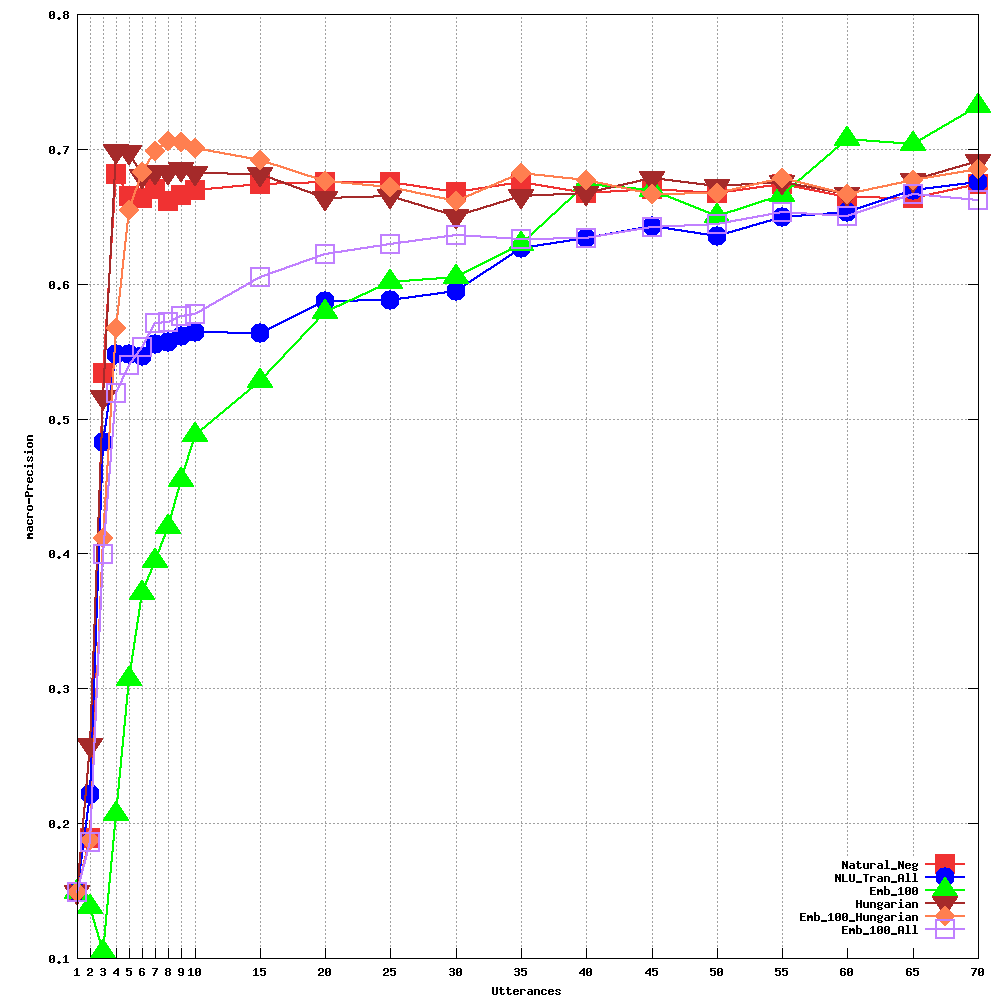 0.8
0.7
0.6
0.5
0.4
0.3
0.2
0.1
Macro-Precision
1 2 3 4 5 6 7 8 9 10 15 20 25 30 35 40 45 50 55 60 65 70
Utterances
Natural_Neg
NLU_Tran_All
Emb_100
Hungarian
Emb_100_Hungarian
Emb_100_All